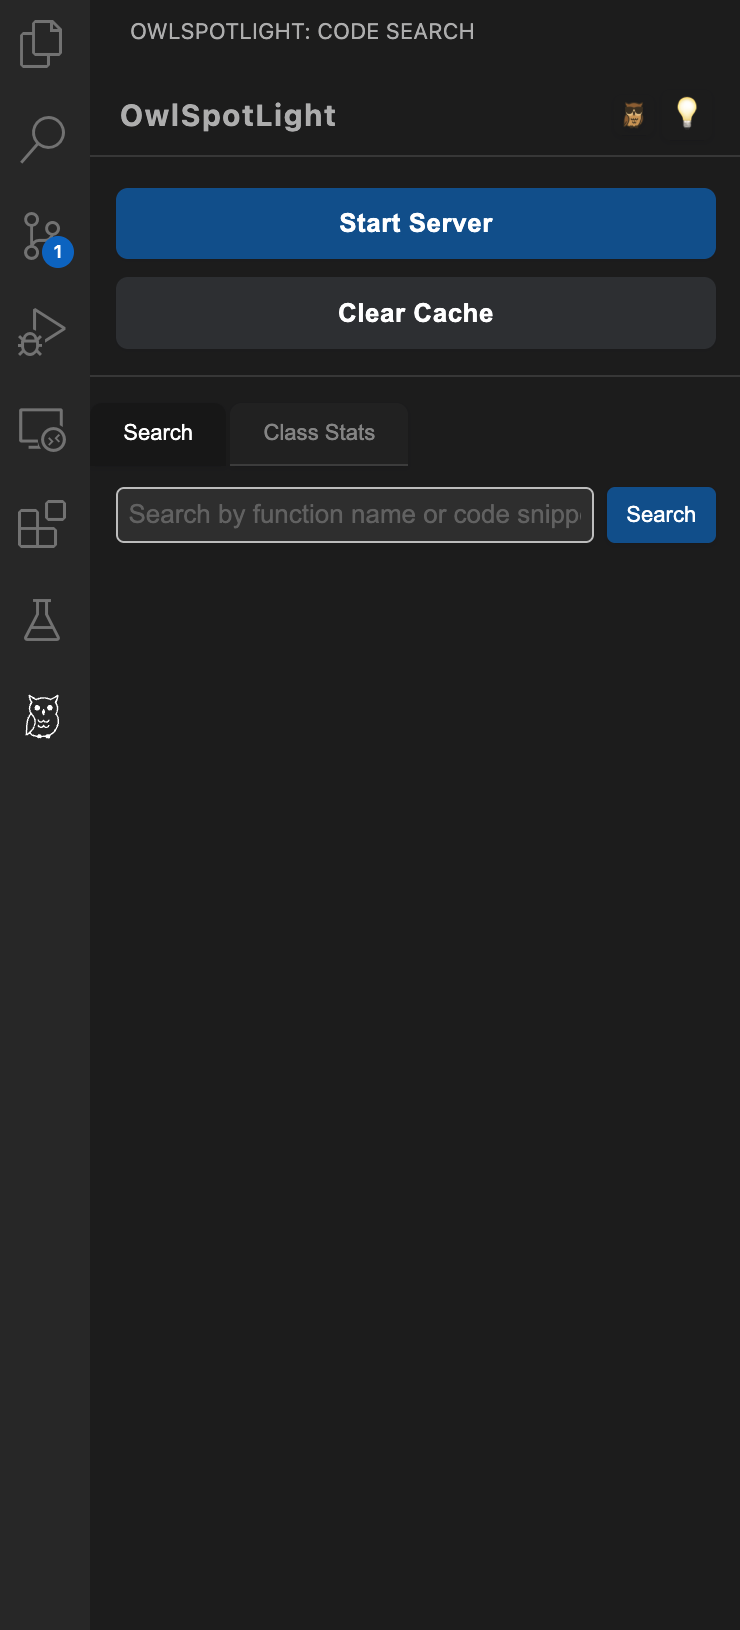 OWLSPOTLIGHT: CODE SEARCH
OwlSpotLight
Start Server
1
Clear Cache
Search
Class Stats
Search by function name or code snipp
Search